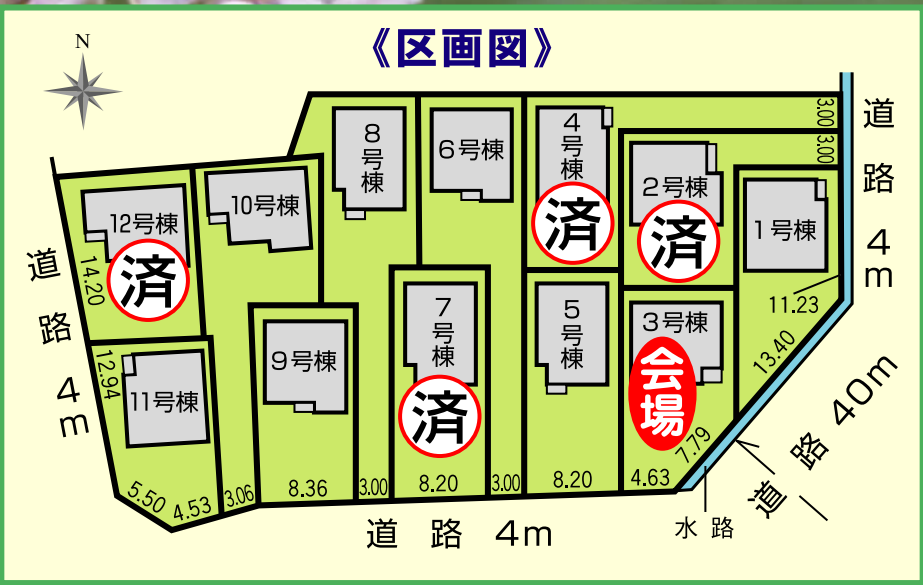 《区画図》
N
8号棟
6号棟
4号棟
済
2号棟
済
1号棟
3.00
3.00
道路 4m
11.23
13.40
12号棟
済
14.20
10号棟
道路 4m
12.94
11号棟
5.50
4.53
3.06
9号棟
8.36
3.00
7号棟
済
8.20
3.00
5号棟
8.20
3号棟
会場
4.63
7.79
道路 40m
水路
道路 4m